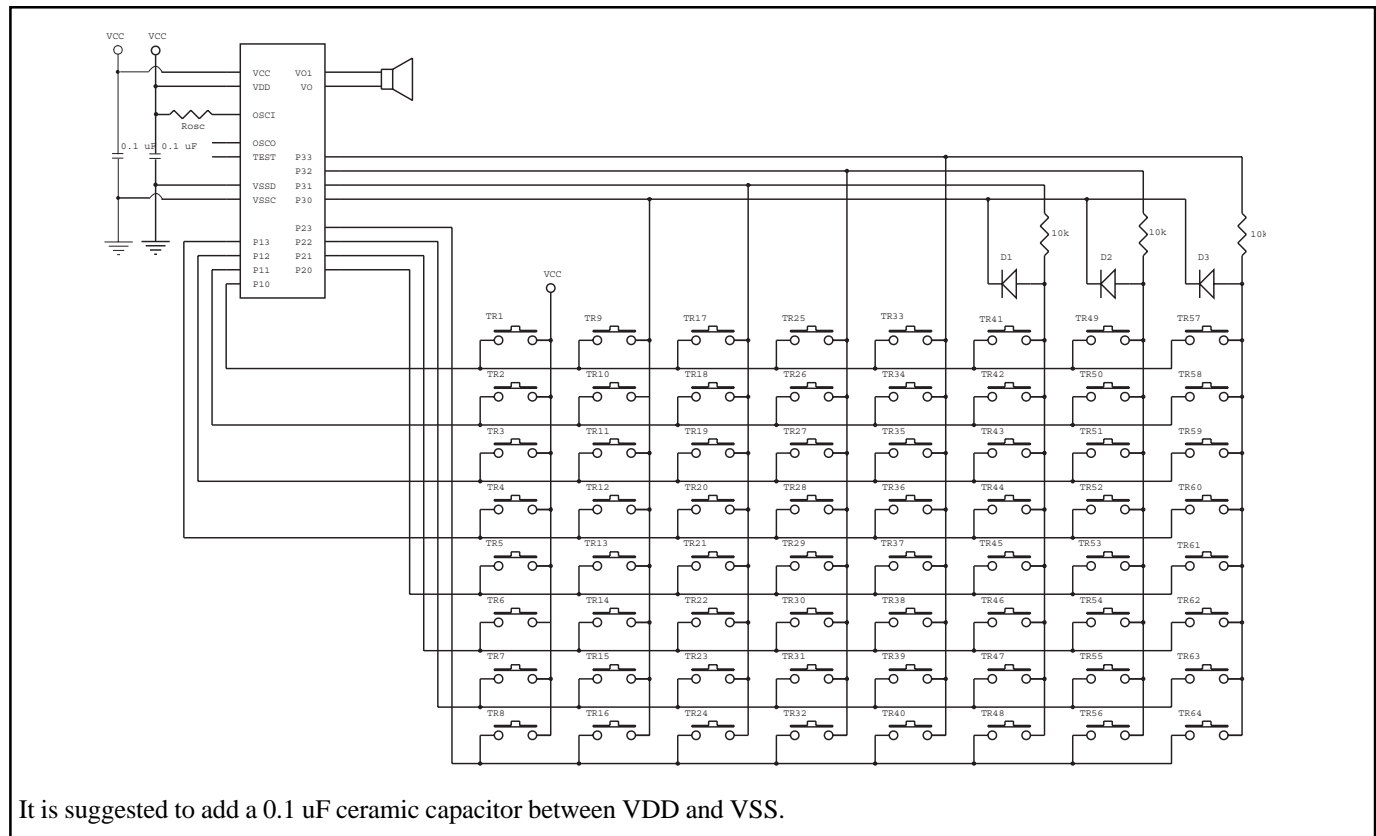 VCC VCC
VCC VO1
VDD VO
OSCI
Rosc
OSCO
0.1 uF 0.1 uF
TEST P33
P32
VSSD P31
VSSC P30
P23
P13 P22
P12 P21
P11 P20
P10
10k 10k 10k
D1 D2 D3
VCC
TR1 TR9 TR17 TR25 TR33 TR41 TR49 TR57
TR2 TR10 TR18 TR26 TR34 TR42 TR50 TR58
TR3 TR11 TR19 TR27 TR35 TR43 TR51 TR59
TR4 TR12 TR20 TR28 TR36 TR44 TR52 TR60
TR5 TR13 TR21 TR29 TR37 TR45 TR53 TR61
TR6 TR14 TR22 TR30 TR38 TR46 TR54 TR62
TR7 TR15 TR23 TR31 TR39 TR47 TR55 TR63
TR8 TR16 TR24 TR32 TR40 TR48 TR56 TR64
It is suggested to add a 0.1 uF ceramic capacitor between VDD and VSS.